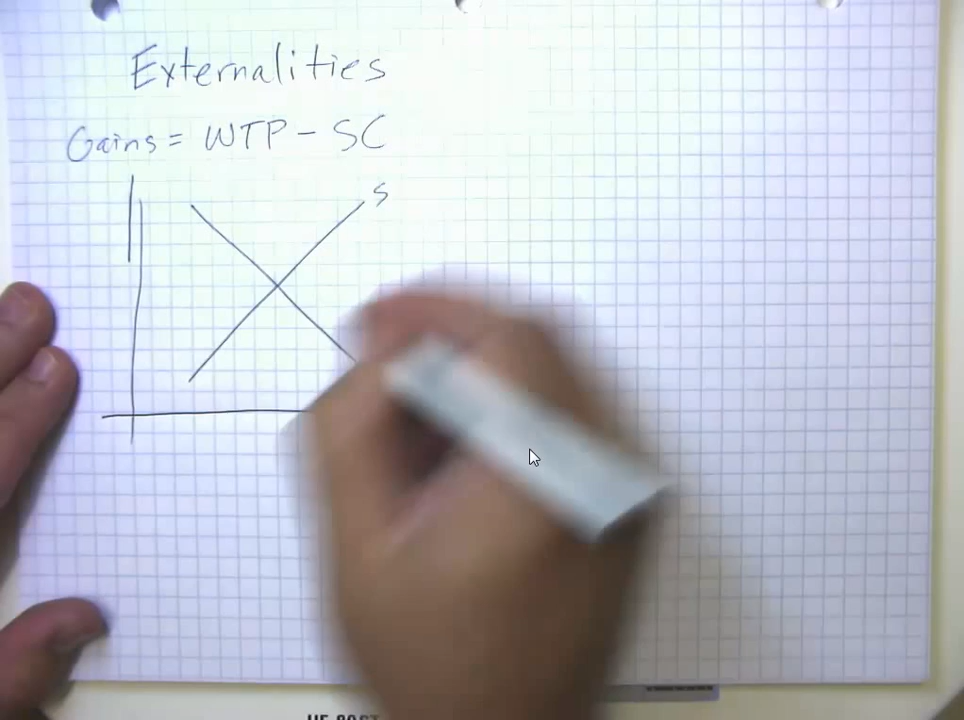 Externalities
Gains = WTP - SC
S